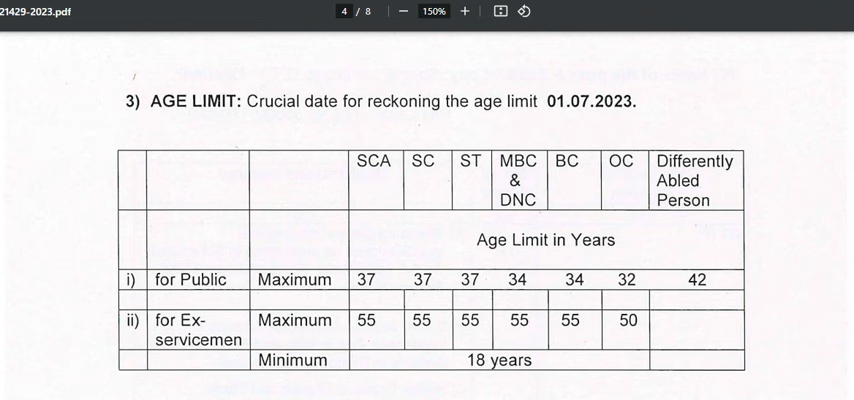 21429-2023.pdf 4 / 8 150%
3) AGE LIMIT: Crucial date for reckoning the age limit 01.07.2023.
SCA SC ST MBC BC OC Differently
& Abled
DNC Person
Age Limit in Years
i) for Public Maximum 37 37 37 34 34 32 42
ii) for Ex- Maximum 55 55 55 55 55 50
servicemen
Minimum 18 years